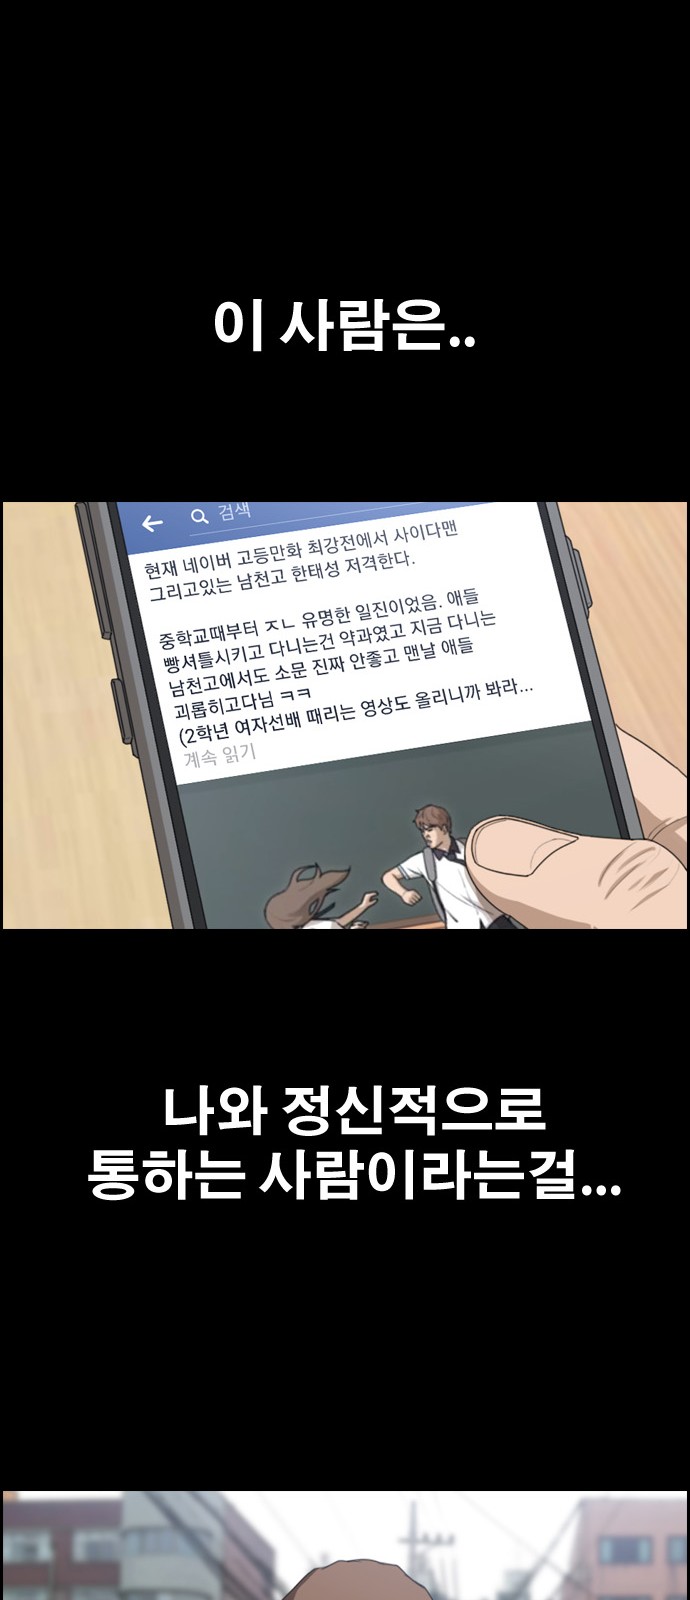 이 사람은..
검색
현재 네이버 고등만화 최강전에서 사이다맨
그리고있는 남천고 한태성 저격한다.
중학교때부터 ㅈㄴ 유명한 일진이었음. 애들
빵셔틀시키고 다니는건 약과였고 지금 다니는
남천고에서도 소문 진짜 안좋고 맨날 애들
괴롭히고다님 ㅋㅋ
(2학년 여자선배 때리는 영상도 올리니까 봐라...
계속 읽기
나와 정신적으로
통하는 사람이라는걸...